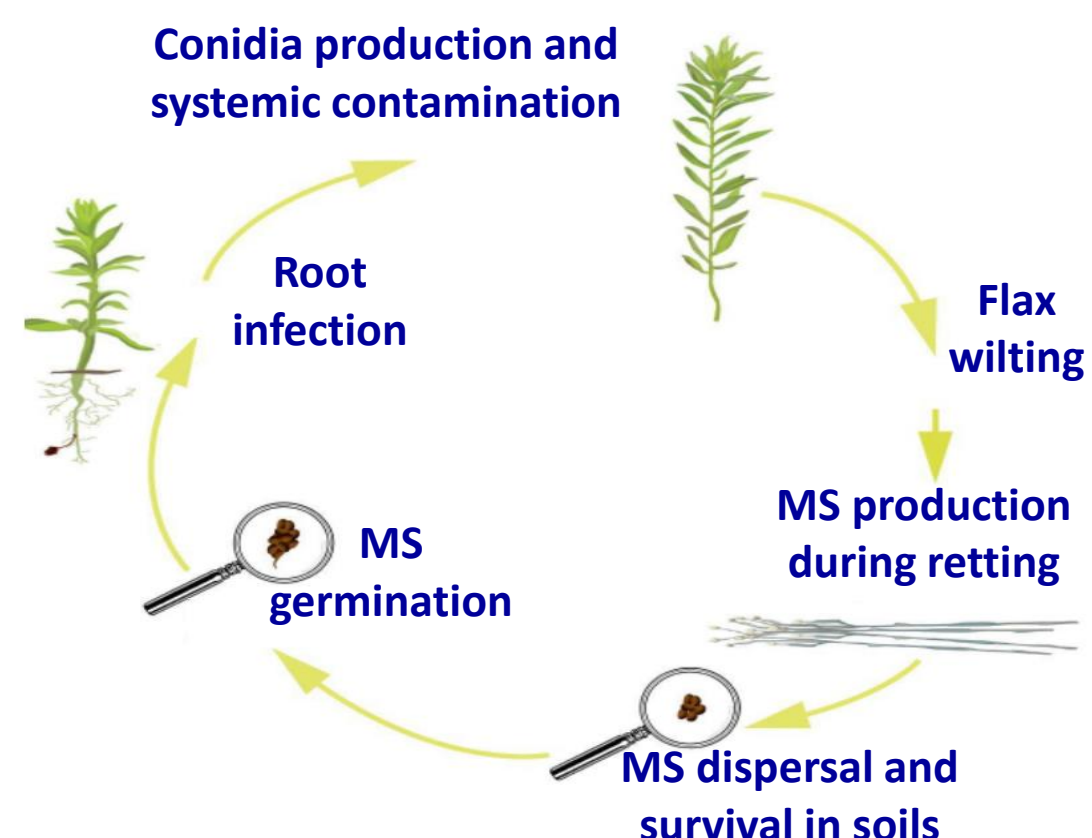 Conidia production and
systemic contamination
Root
infection
Flax
wilting
MS production
during retting
MS
germination
MS dispersal and
survival in soils